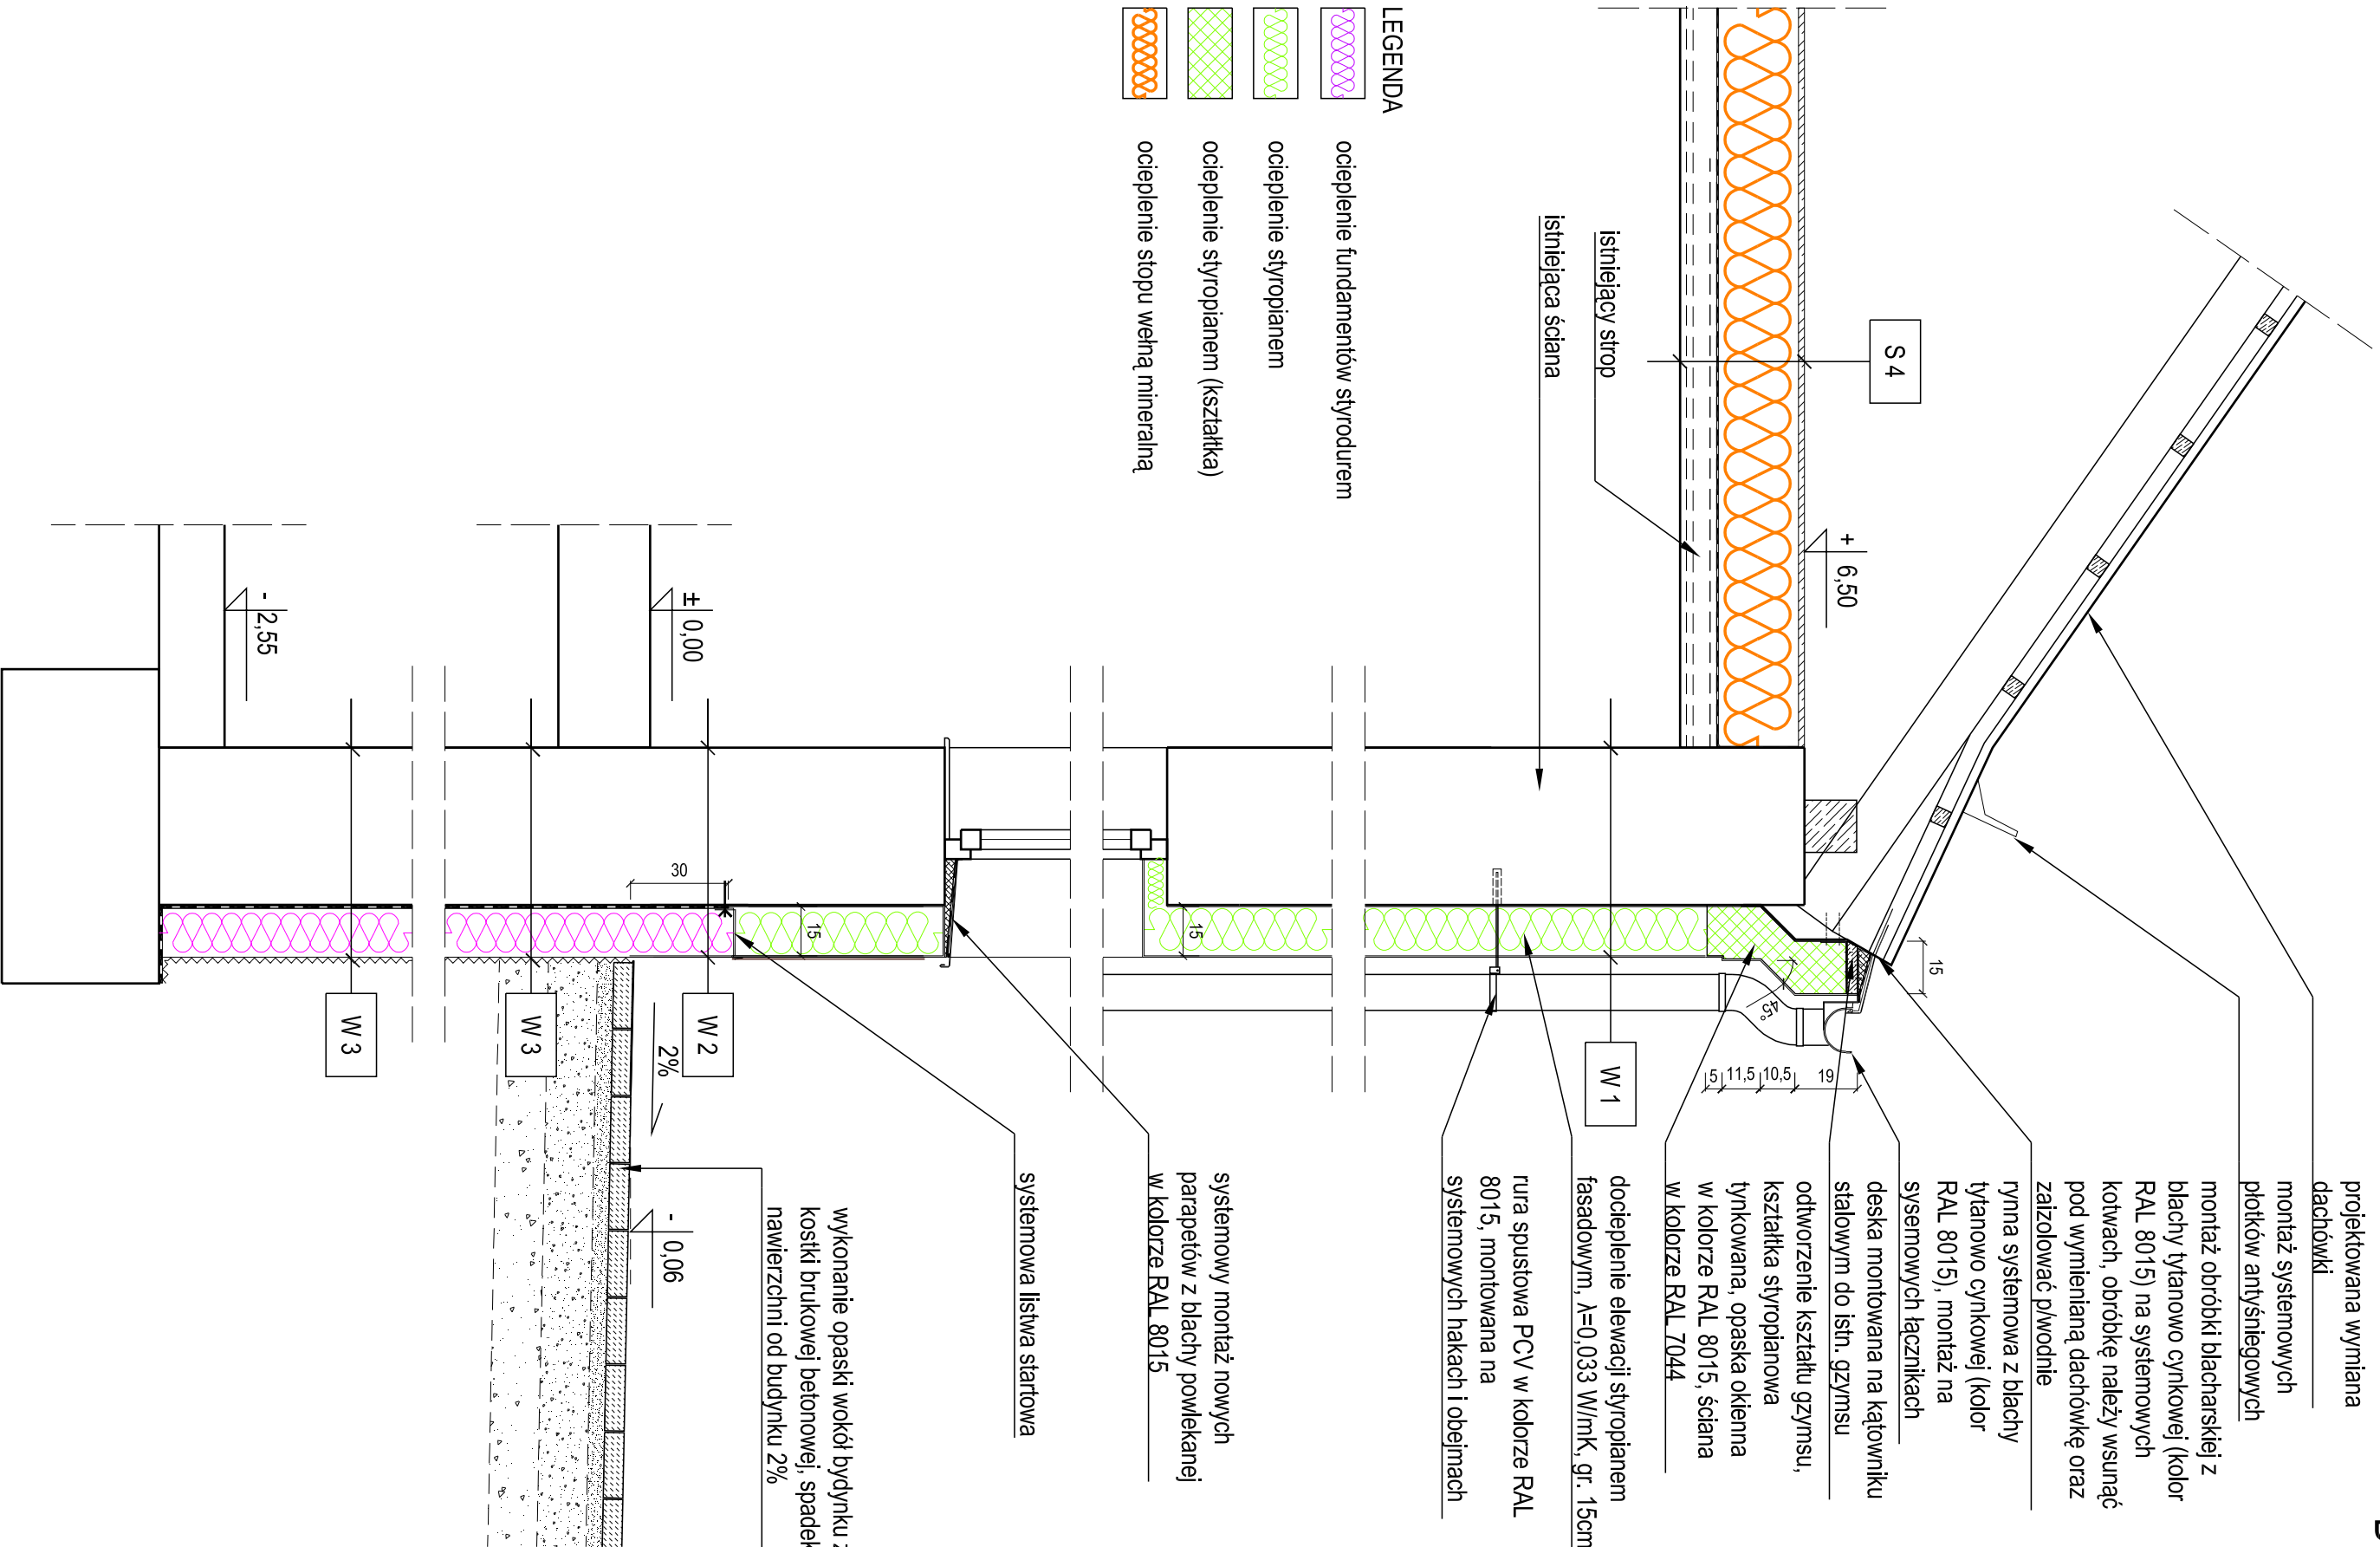 projektowana wymiana
dachówki
montaż systemowych
płotków antyśniegowych
montaż obróbki blacharskiej z
blachy tytanowo cynkowej (kolor
RAL 8015) na systemowych
kotwach, obróbkę należy wsunąć
pod wymienianą dachówkę oraz
zaizolować p/wodnie
rynna systemowa z blachy
tytanowo cynkowej (kolor
RAL 8015), montaż na
sysemowych łącznikach
deska montowana na kątowniku
stalowym do istn. gzymsu
odtworzenie kształtu gzymsu,
kształtka styropianowa
tynkowana, opaska okienna
w kolorze RAL 8015, ściana
w kolorze RAL 7044
docieplenie elewacji styropianem
fasadowym, λ=0,033 W/mK, gr. 15cm
rura spustowa PCV w kolorze RAL
8015, montowana na
systemowych hakach i obejmach
systemowy montaż nowych
parapetów z blachy powlekanej
w kolorze RAL 8015
systemowa listwa startowa
wykonanie opaski wokół bydynku z
kostki brukowej betonowej, spadek
nawierzchni od budynku 2%
S 4
+ 6,50
istniejący strop
istniejąca ściana
15
45°
5
11,5
10,5
19
W 1
15
15
30
± 0,00
W 2
2%
- 0,06
W 3
W 3
- 2,55
LEGENDA
ocieplenie fundamentów styrodurem
ocieplenie styropianem
ocieplenie styropianem (kształtka)
ocieplenie stopu wełną mineralną